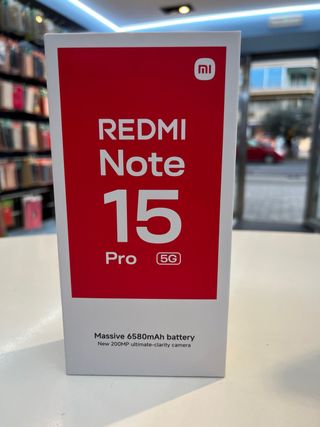 mi
REDMI
Note
15
Pro 5G
Massive 6580mAh battery
New 200MP ultimate-clarity camera